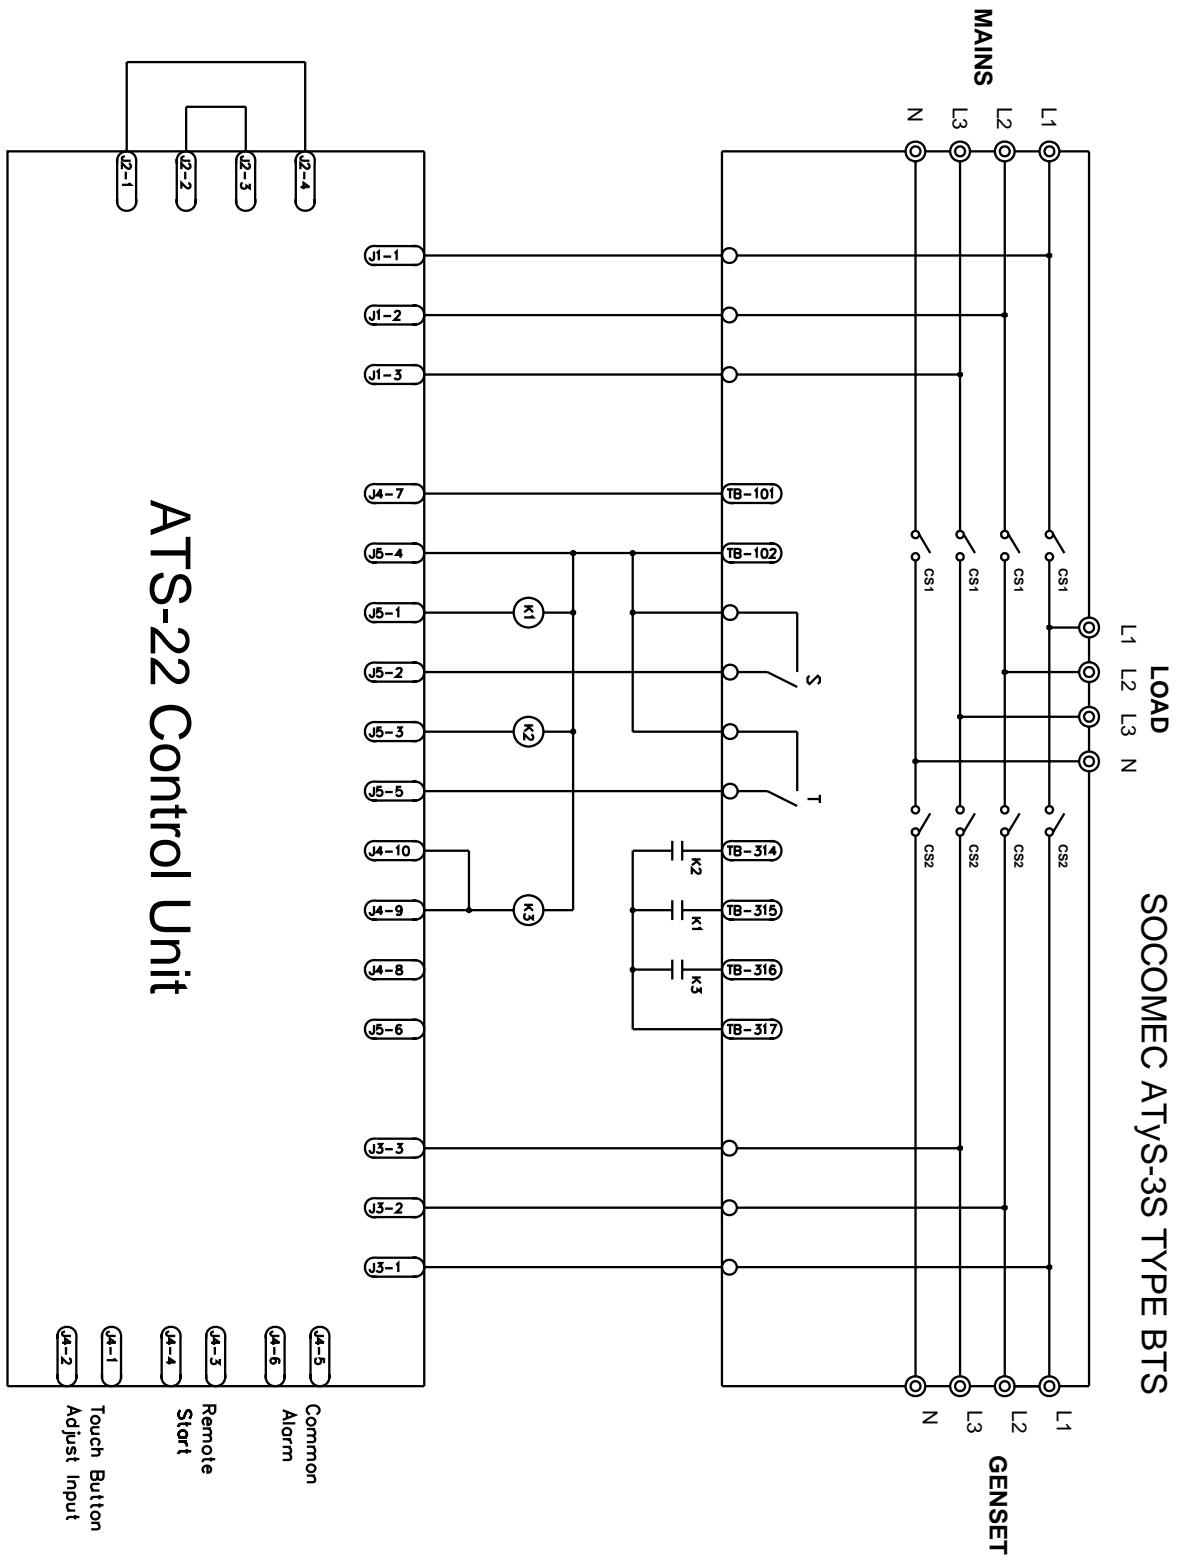 SOCOMEC ATyS-3S TYPE BTS
LOAD
L1 L2 L3 N
MAINS
GENSET
L1
L2
L3
N
L1
L2
L3
N
CS1
CS1
CS1
CS1
CS2
CS2
CS2
CS2
S
T
TB-101
TB-102
TB-314
TB-315
TB-316
TB-317
K2
K1
K3
K1
K2
K3
J1-1
J1-2
J1-3
J4-7
J5-4
J5-1
J5-2
J5-3
J5-5
J4-10
J4-9
J4-8
J5-6
J3-3
J3-2
J3-1
J2-4
J2-3
J2-2
J2-1
ATS-22 Control Unit
J4-5
J4-6
J4-3
J4-4
J4-1
J4-2
Common
Alarm
Remote
Start
Touch Button
Adjust Input